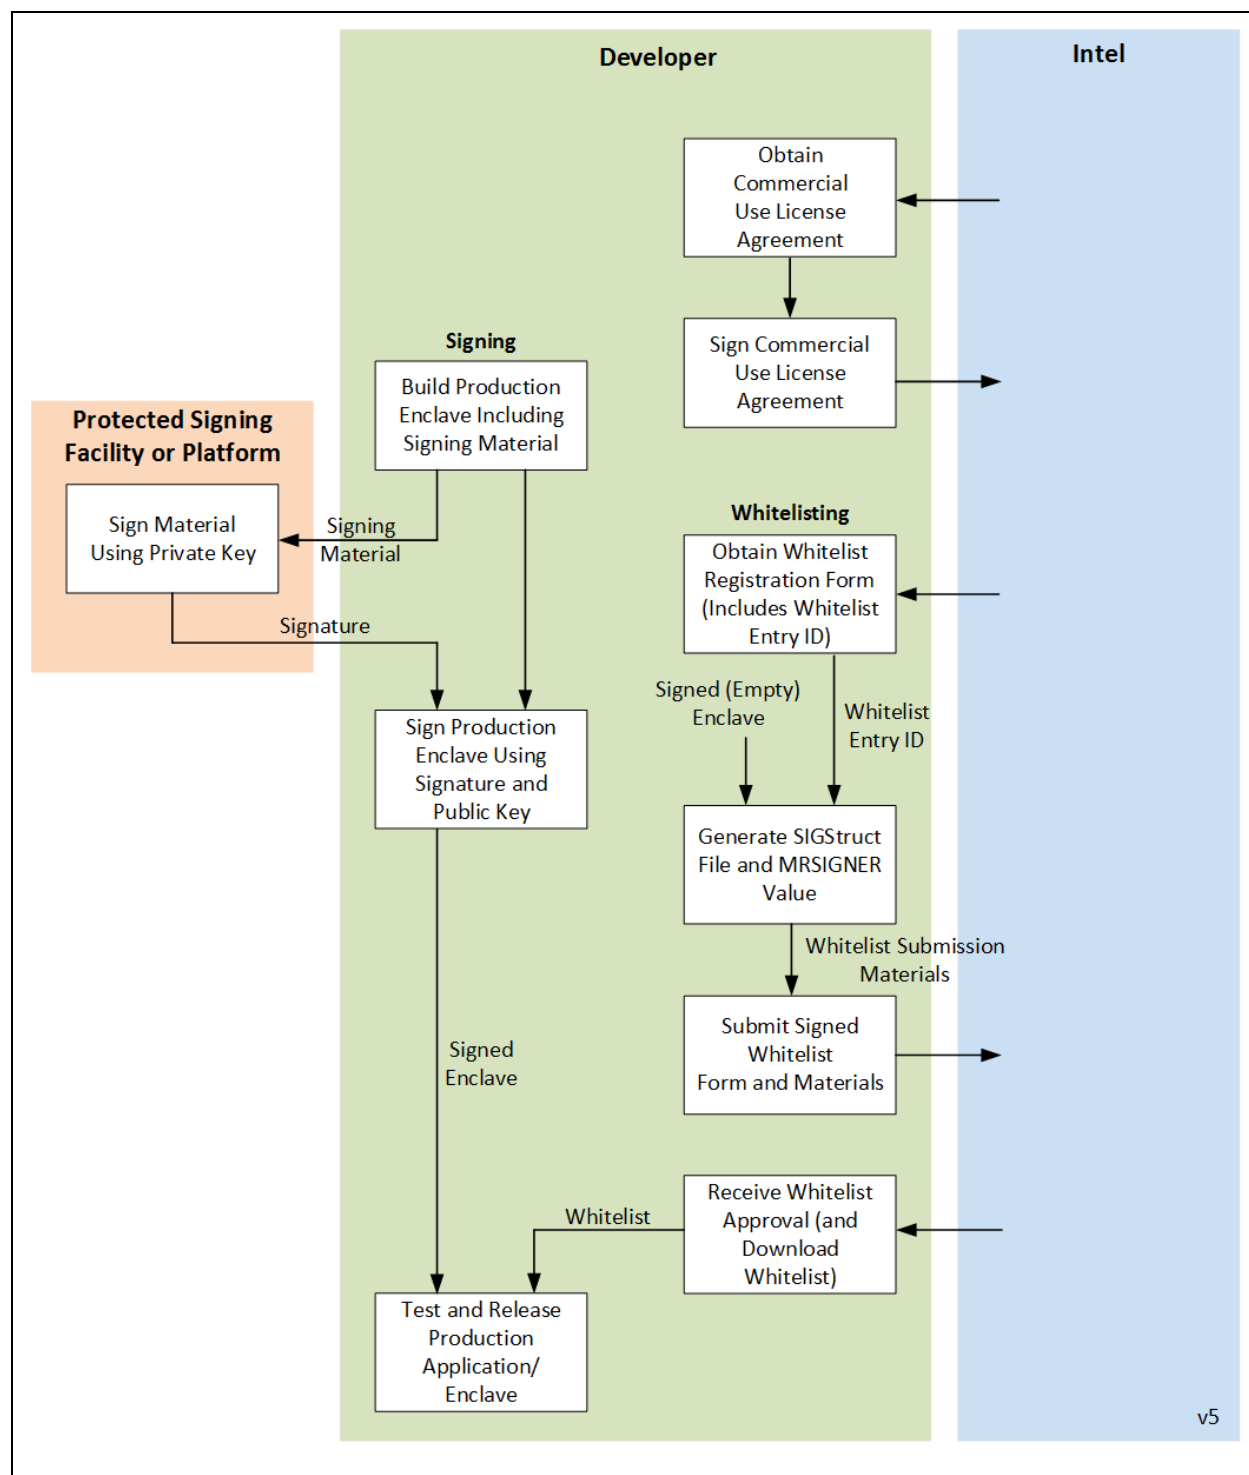 Developer
Intel
Obtain
Commercial
Use License
Agreement
Sign Commercial
Use License
Agreement
Signing
Build Production
Enclave Including
Signing Material
Protected Signing
Facility or Platform
Sign Material
Using Private Key
Signing
Material
Signature
Whitelisting
Obtain Whitelist
Registration Form
(Includes Whitelist
Entry ID)
Signed (Empty)
Enclave
Whitelist
Entry ID
Sign Production
Enclave Using
Signature and
Public Key
Generate SIGStruct
File and MRSIGNER
Value
Whitelist Submission
Materials
Submit Signed
Whitelist
Form and Materials
Signed
Enclave
Receive Whitelist
Approval (and
Download
Whitelist)
Whitelist
Test and Release
Production
Application/
Enclave
v5